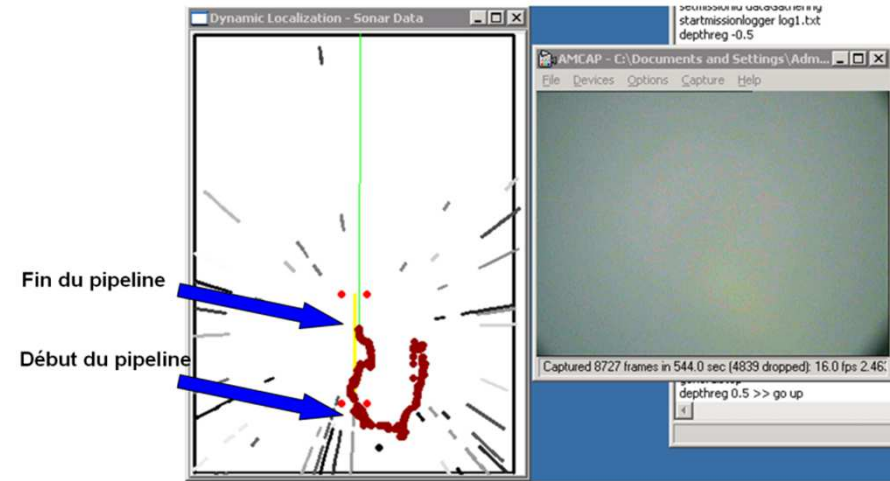 Dynamic Localization - Sonar Data
startmissionlogger log1.txt
depthreg -0.5
AMCAP - C:\Documents and Settings\Adm...
File Devices Options Capture Help
Fin du pipeline
Début du pipeline
Captured 8727 frames in 544.0 sec (4839 dropped): 16.0 fps 2.462
depthreg 0.5 >> go up